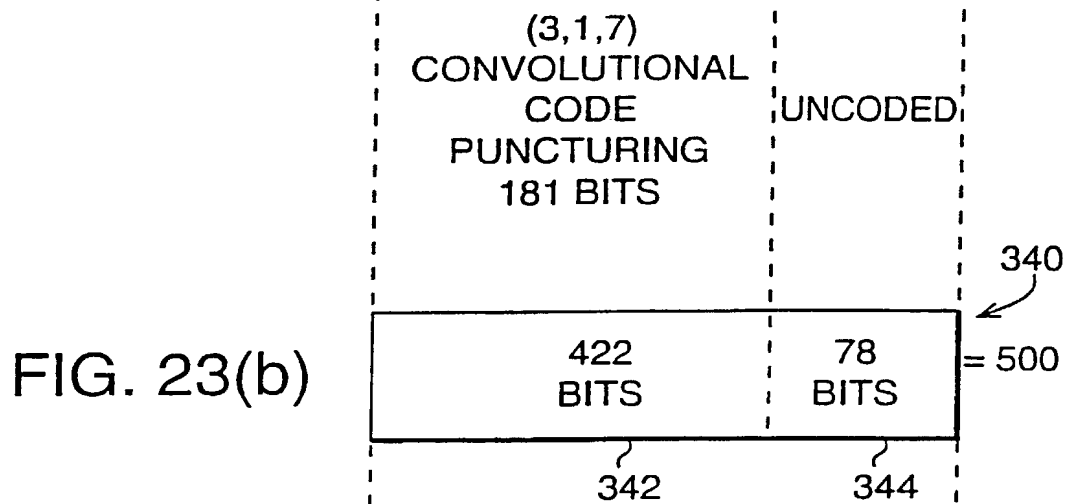 (3,1,7)
CONVOLUTIONAL
CODE
PUNCTURING
181 BITS
UNCODED
340
FIG. 23(b)
422
BITS
78
BITS
= 500
342
344